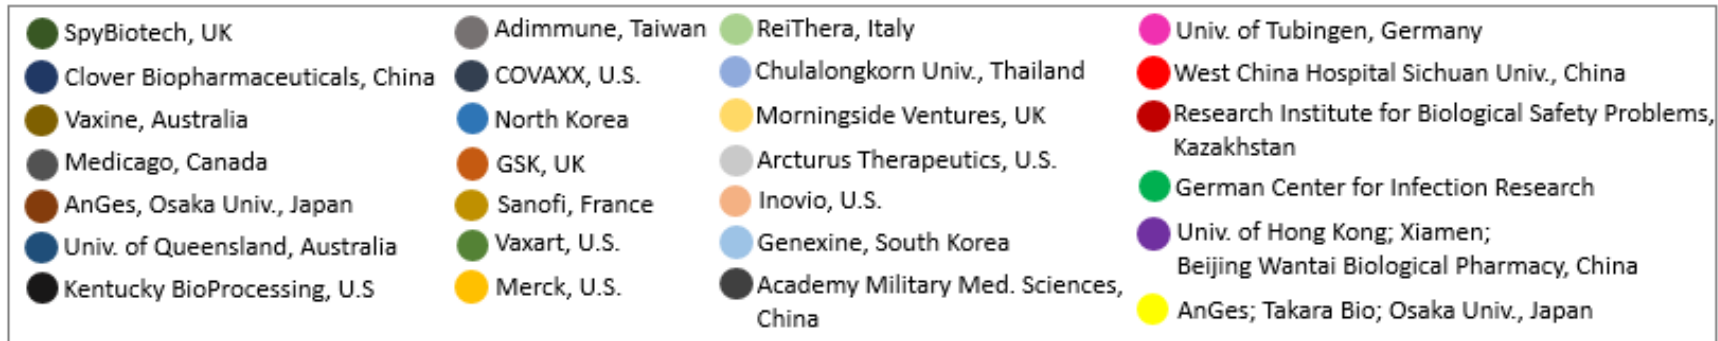 SpyBiotech, UK
Clover Biopharmaceuticals, China
Vaxine, Australia
Medicago, Canada
AnGes, Osaka Univ., Japan
Univ. of Queensland, Australia
Kentucky BioProcessing, U.S
Adimmune, Taiwan
COVAXX, U.S.
North Korea
GSK, UK
Sanofi, France
Vaxart, U.S.
Merck, U.S.
ReiThera, Italy
Chulalongkorn Univ., Thailand
Morningside Ventures, UK
Arcturus Therapeutics, U.S.
Inovio, U.S.
Genexine, South Korea
Academy Military Med. Sciences,
China
Univ. of Tubingen, Germany
West China Hospital Sichuan Univ., China
Research Institute for Biological Safety Problems,
Kazakhstan
German Center for Infection Research
Univ. of Hong Kong; Xiamen;
Beijing Wantai Biological Pharmacy, China
AnGes; Takara Bio; Osaka Univ., Japan